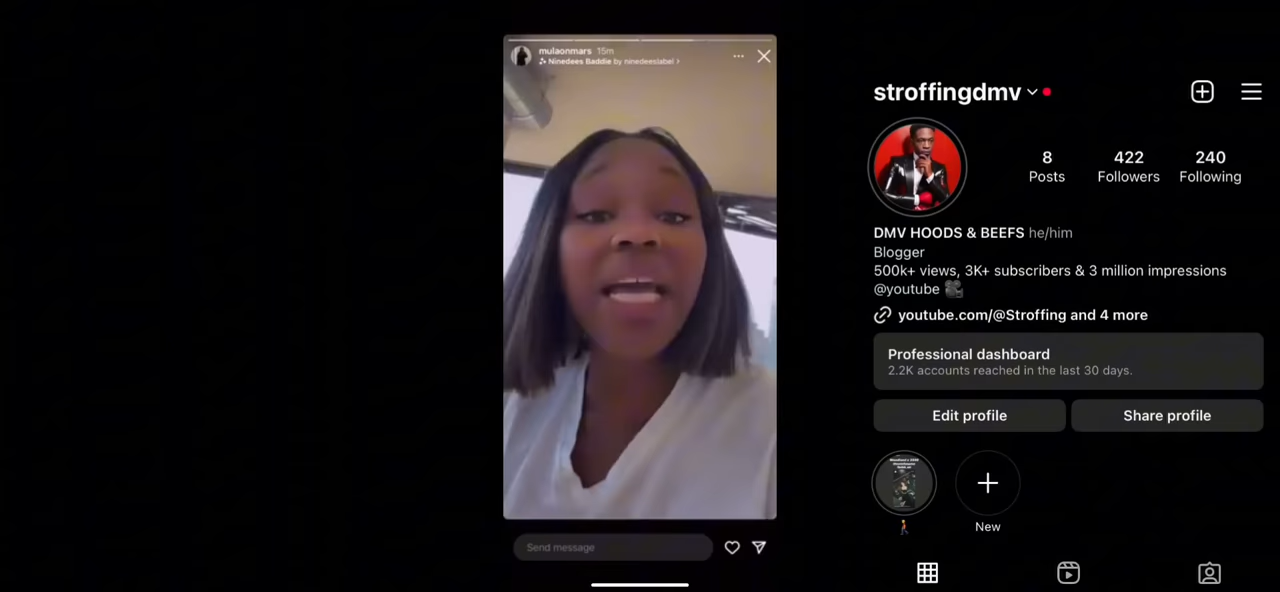 mulaonmars 15m
Ninedees Baddie by ninedeeslabel ›
Send message
stroffingdmv
8 422 240
Posts Followers Following
DMV HOODS & BEEFS he/him
Blogger
500k+ views, 3K+ subscribers & 3 million impressions
@youtube
youtube.com/@Stroffing and 4 more
Professional dashboard
2.2K accounts reached in the last 30 days.
Edit profile Share profile
New